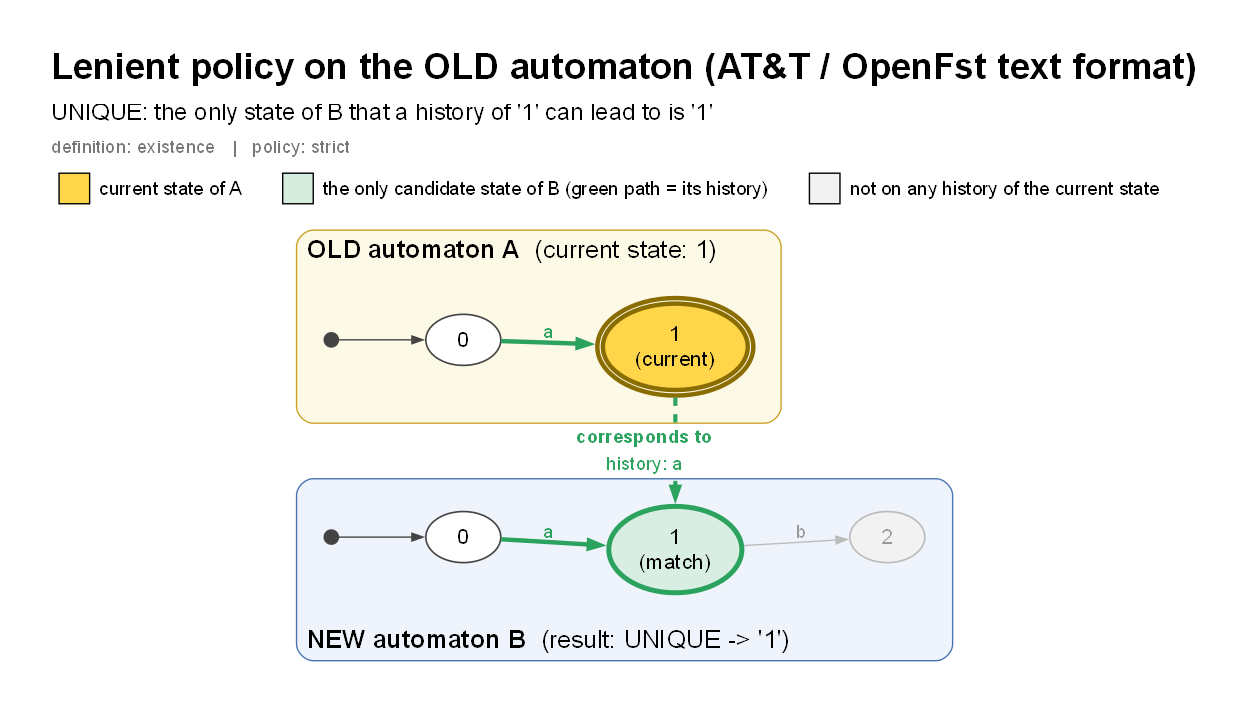 Lenient policy on the OLD automaton (AT&T / OpenFst text format)
UNIQUE: the only state of B that a history of '1' can lead to is '1'
definition: existence | policy: strict
current state of A
the only candidate state of B (green path = its history)
not on any history of the current state
OLD automaton A (current state: 1)
0
a
1
(current)
corresponds to
history: a
0
a
1
(match)
b
2
NEW automaton B (result: UNIQUE -> '1')